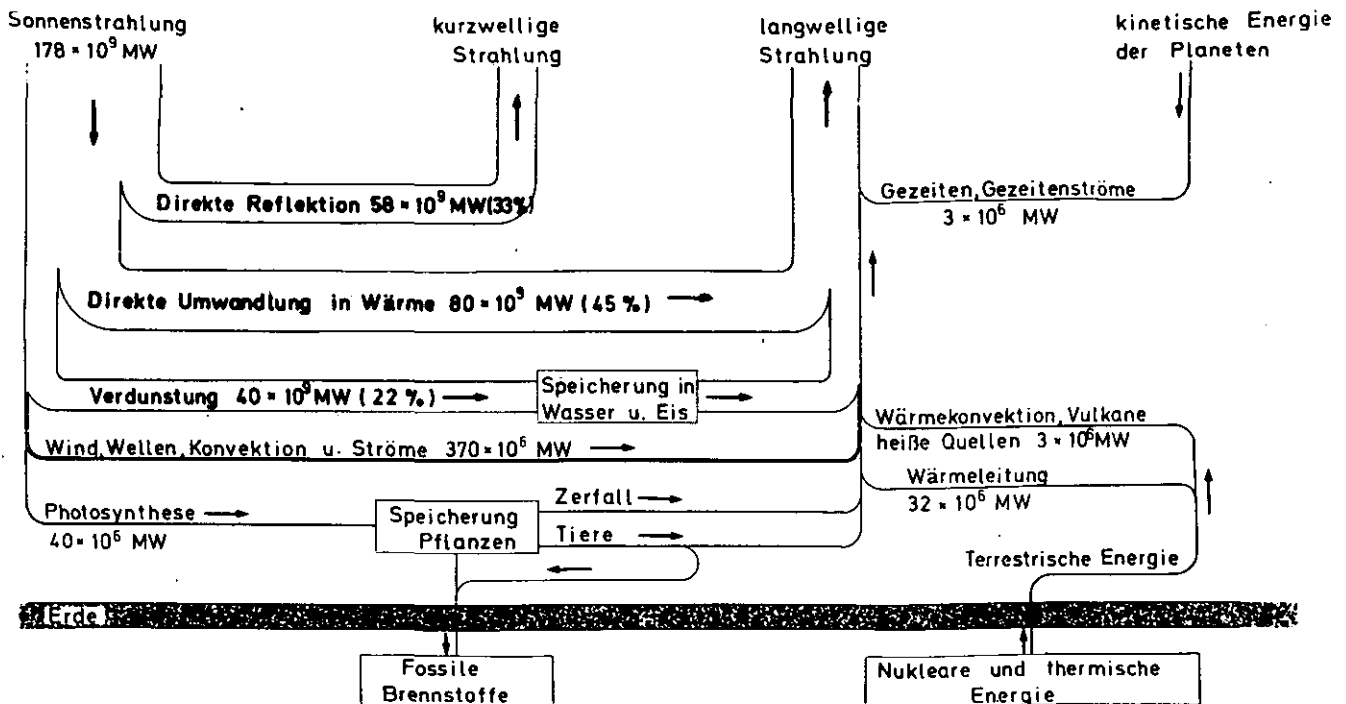 Sonnenstrahlung
178 × 10⁹ MW
kurzwellige
Strahlung
langwellige
Strahlung
kinetische Energie
der Planeten
Direkte Reflektion 58 × 10⁹ MW (33%)
Gezeiten, Gezeitenströme
3 × 10⁶ MW
Direkte Umwandlung in Wärme 80 × 10⁹ MW (45 %)
Verdunstung 40 × 10⁹ MW (22 %)
Speicherung in
Wasser u. Eis
Wind, Wellen, Konvektion u. Ströme 370 × 10⁶ MW
Wärmekonvektion, Vulkane
heiße Quellen 3 × 10⁶ MW
Wärmeleitung
32 × 10⁶ MW
Photosynthese
40 × 10⁶ MW
Speicherung
Pflanzen
Zerfall
Tiere
Terrestrische Energie
Erde
Fossile
Brennstoffe
Nukleare und thermische
Energie